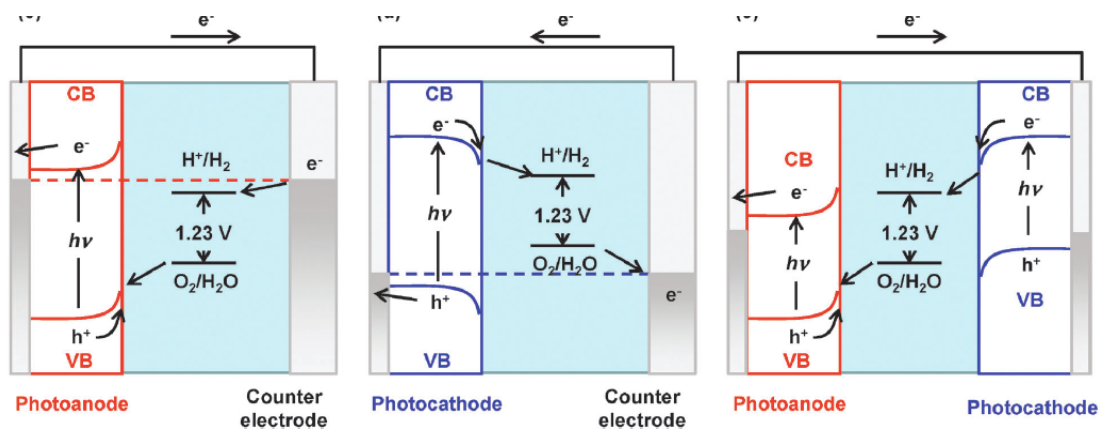 e⁻
CB
e⁻
H⁺/H₂
e⁻
hν
1.23 V
O₂/H₂O
h⁺
VB
Photoanode
Counter
electrode
e⁻
CB
e⁻
H⁺/H₂
hν
1.23 V
O₂/H₂O
h⁺
e⁻
VB
Photocathode
Counter
electrode
e⁻
CB
e⁻
CB
H⁺/H₂
e⁻
hν
1.23 V
hν
O₂/H₂O
h⁺
VB
h⁺
VB
Photoanode
Photocathode